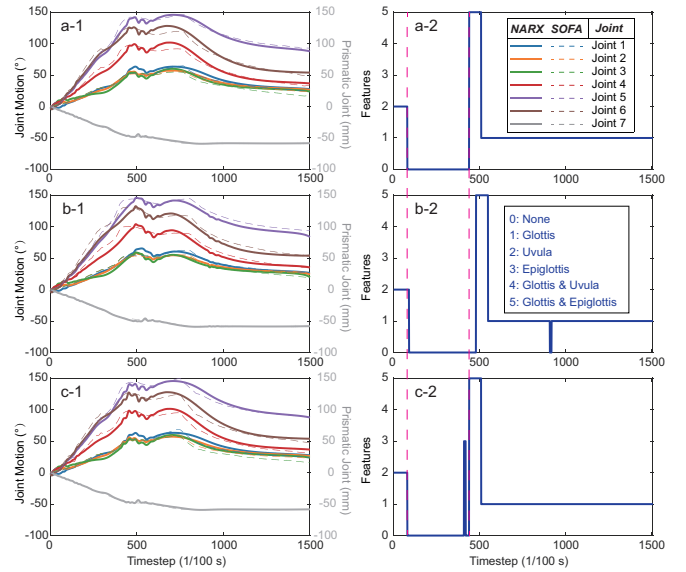 a-1
Joint Motion (°)
150
100
50
0
-50
-100
0
500
1000
1500
150
100
50
0
-50
-100
Prismatic Joint (mm)
a-2
Features
5
4
3
2
1
0
0
500
1000
1500
NARX SOFA Joint
Joint 1
Joint 2
Joint 3
Joint 4
Joint 5
Joint 6
Joint 7
b-1
Joint Motion (°)
150
100
50
0
-50
-100
0
500
1000
1500
150
100
50
0
-50
-100
Prismatic Joint (mm)
b-2
Features
5
4
3
2
1
0
0
500
1000
1500
0: None
1: Glottis
2: Uvula
3: Epiglottis
4: Glottis & Uvula
5: Glottis & Epiglottis
c-1
Joint Motion (°)
150
100
50
0
-50
-100
0
500
1000
1500
Timestep (1/100 s)
150
100
50
0
-50
-100
Prismatic Joint (mm)
c-2
Features
5
4
3
2
1
0
0
500
1000
1500
Timestep (1/100 s)